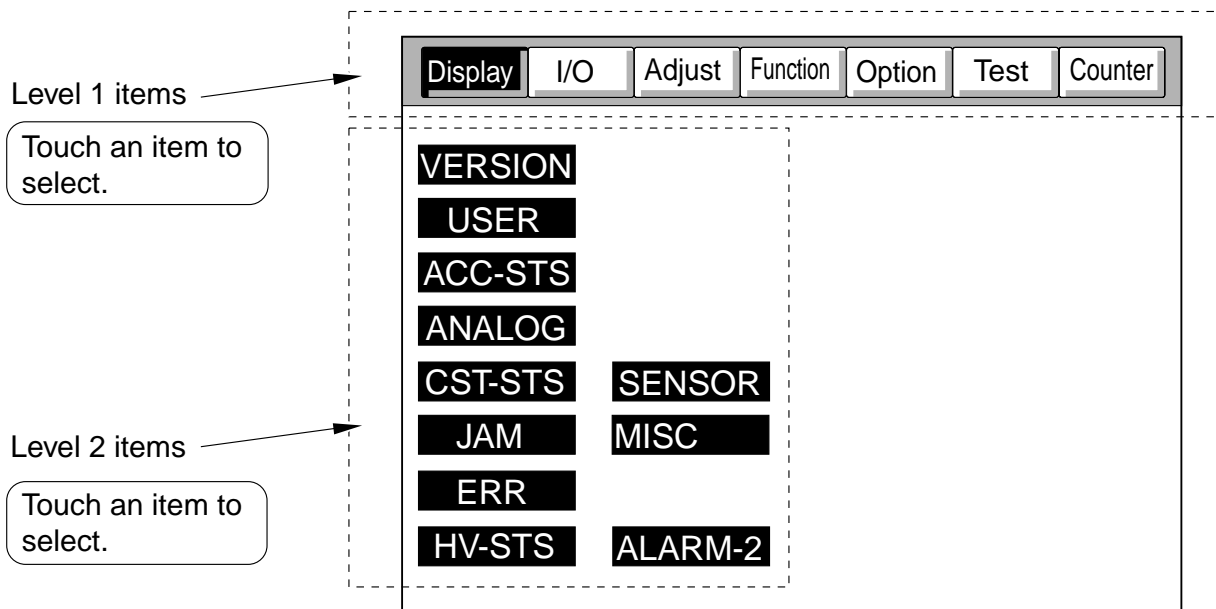 Display I/O Adjust Function Option Test Counter
Level 1 items
Touch an item to
select.
VERSION
USER
ACC-STS
ANALOG
CST-STS SENSOR
JAM MISC
ERR
HV-STS ALARM-2
Level 2 items
Touch an item to
select.